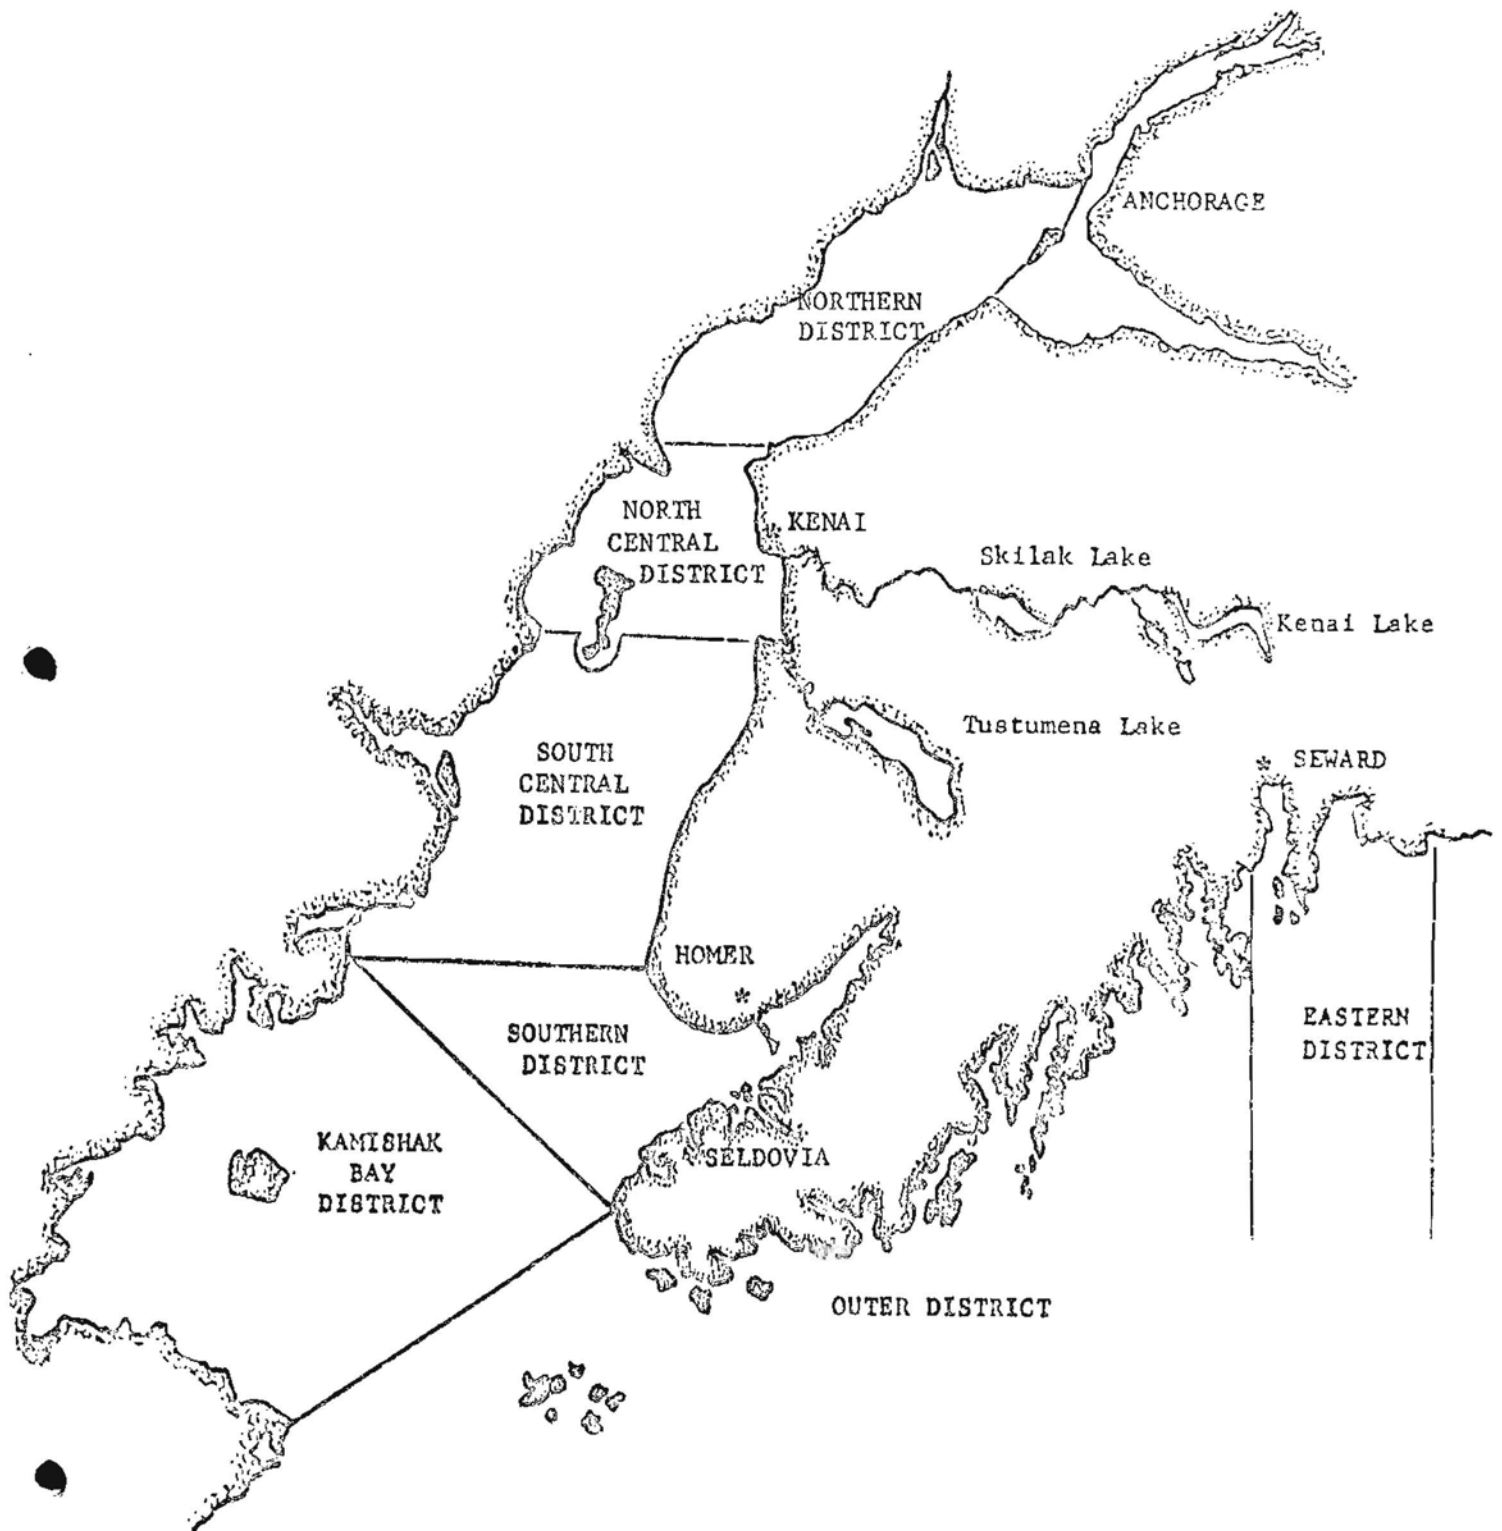 ANCHORAGE
NORTHERN
DISTRICT
NORTH
CENTRAL
DISTRICT
KENAI
Skilak Lake
Kenai Lake
Tustumena Lake
SOUTH
CENTRAL
DISTRICT
* SEWARD
HOMER
*
SOUTHERN
DISTRICT
EASTERN
DISTRICT
KAMISHAK
BAY
DISTRICT
SELDOVIA
OUTER DISTRICT